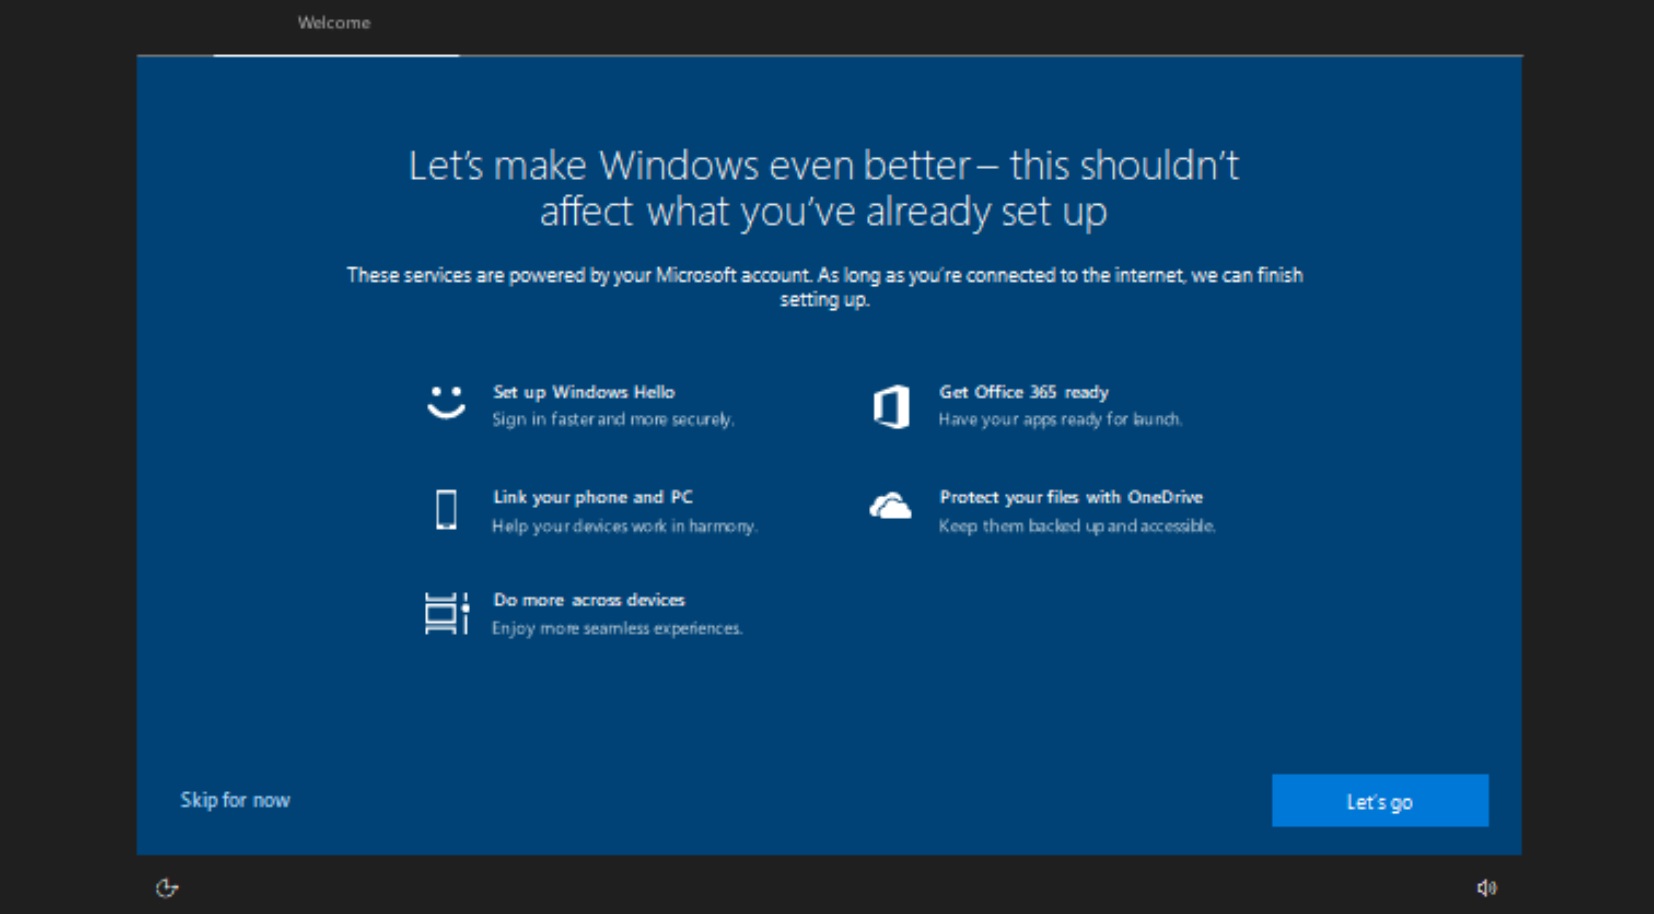 Welcome
Let's make Windows even better – this shouldn't
affect what you've already set up
These services are powered by your Microsoft account. As long as you're connected to the internet, we can finish
setting up.
Set up Windows Hello
Sign in faster and more securely.
Get Office 365 ready
Have your apps ready for launch.
Link your phone and PC
Help your devices work in harmony.
Protect your files with OneDrive
Keep them backed up and accessible.
Do more across devices
Enjoy more seamless experiences.
Skip for now
Let's go